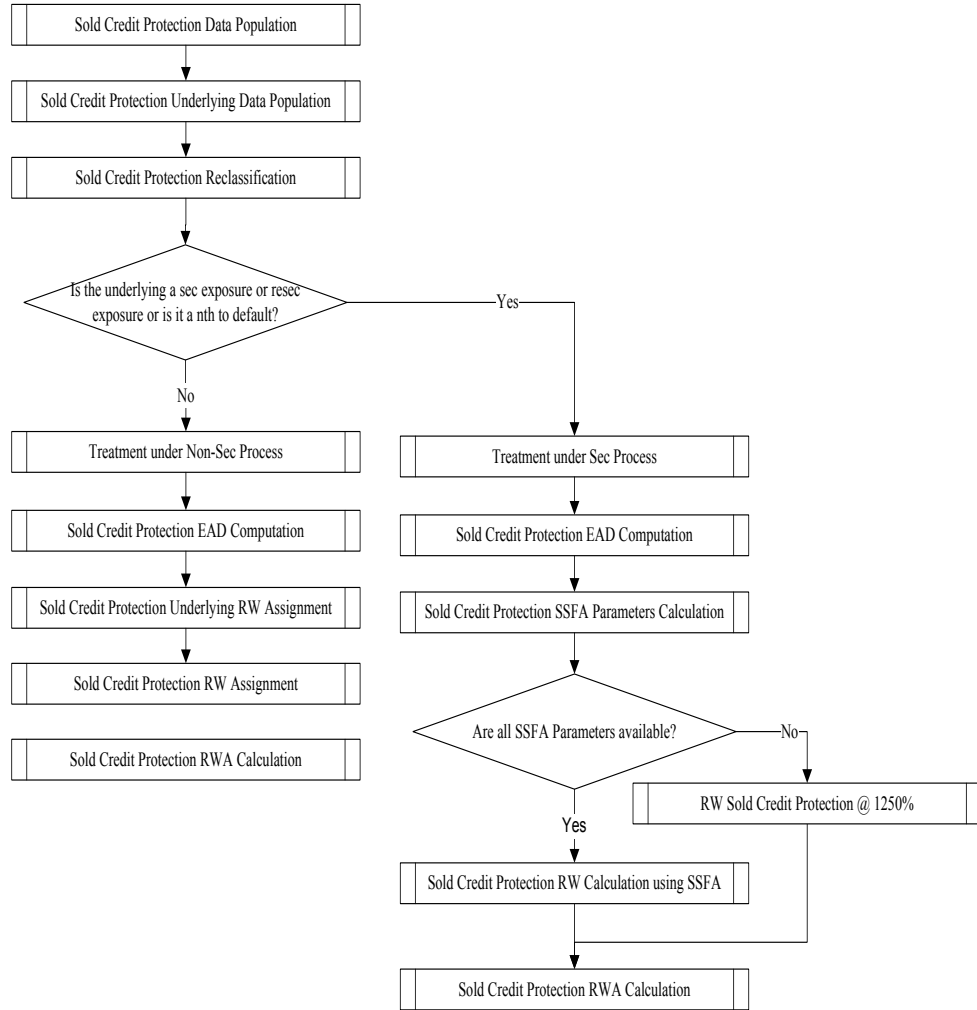 Sold Credit Protection Data Population
Sold Credit Protection Underlying Data Population
Sold Credit Protection Reclassification
Is the underlying a sec exposure or resec
exposure or is it a nth to default?
Yes
No
Treatment under Non-Sec Process
Sold Credit Protection EAD Computation
Sold Credit Protection Underlying RW Assignment
Sold Credit Protection RW Assignment
Sold Credit Protection RWA Calculation
Treatment under Sec Process
Sold Credit Protection EAD Computation
Sold Credit Protection SSFA Parameters Calculation
Are all SSFA Parameters available?
No
RW Sold Credit Protection @ 1250%
Yes
Sold Credit Protection RW Calculation using SSFA
Sold Credit Protection RWA Calculation